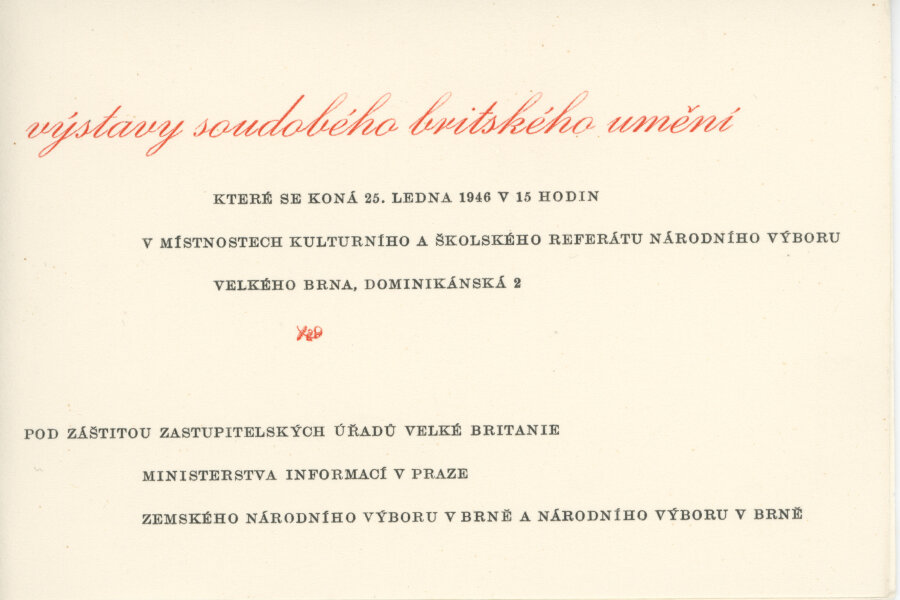 výstavy soudobého britského umění
KTERÉ SE KONÁ 25. LEDNA 1946 V 15 HODIN
V MÍSTNOSTECH KULTURNÍHO A ŠKOLSKÉHO REFERÁTU NÁRODNÍHO VÝBORU
VELKÉHO BRNA, DOMINIKÁNSKÁ 2
POD ZÁŠTITOU ZASTUPITELSKÝCH ÚŘADŮ VELKÉ BRITANIE
MINISTERSTVA INFORMACÍ V PRAZE
ZEMSKÉHO NÁRODNÍHO VÝBORU V BRNĚ A NÁRODNÍHO VÝBORU V BRNĚ